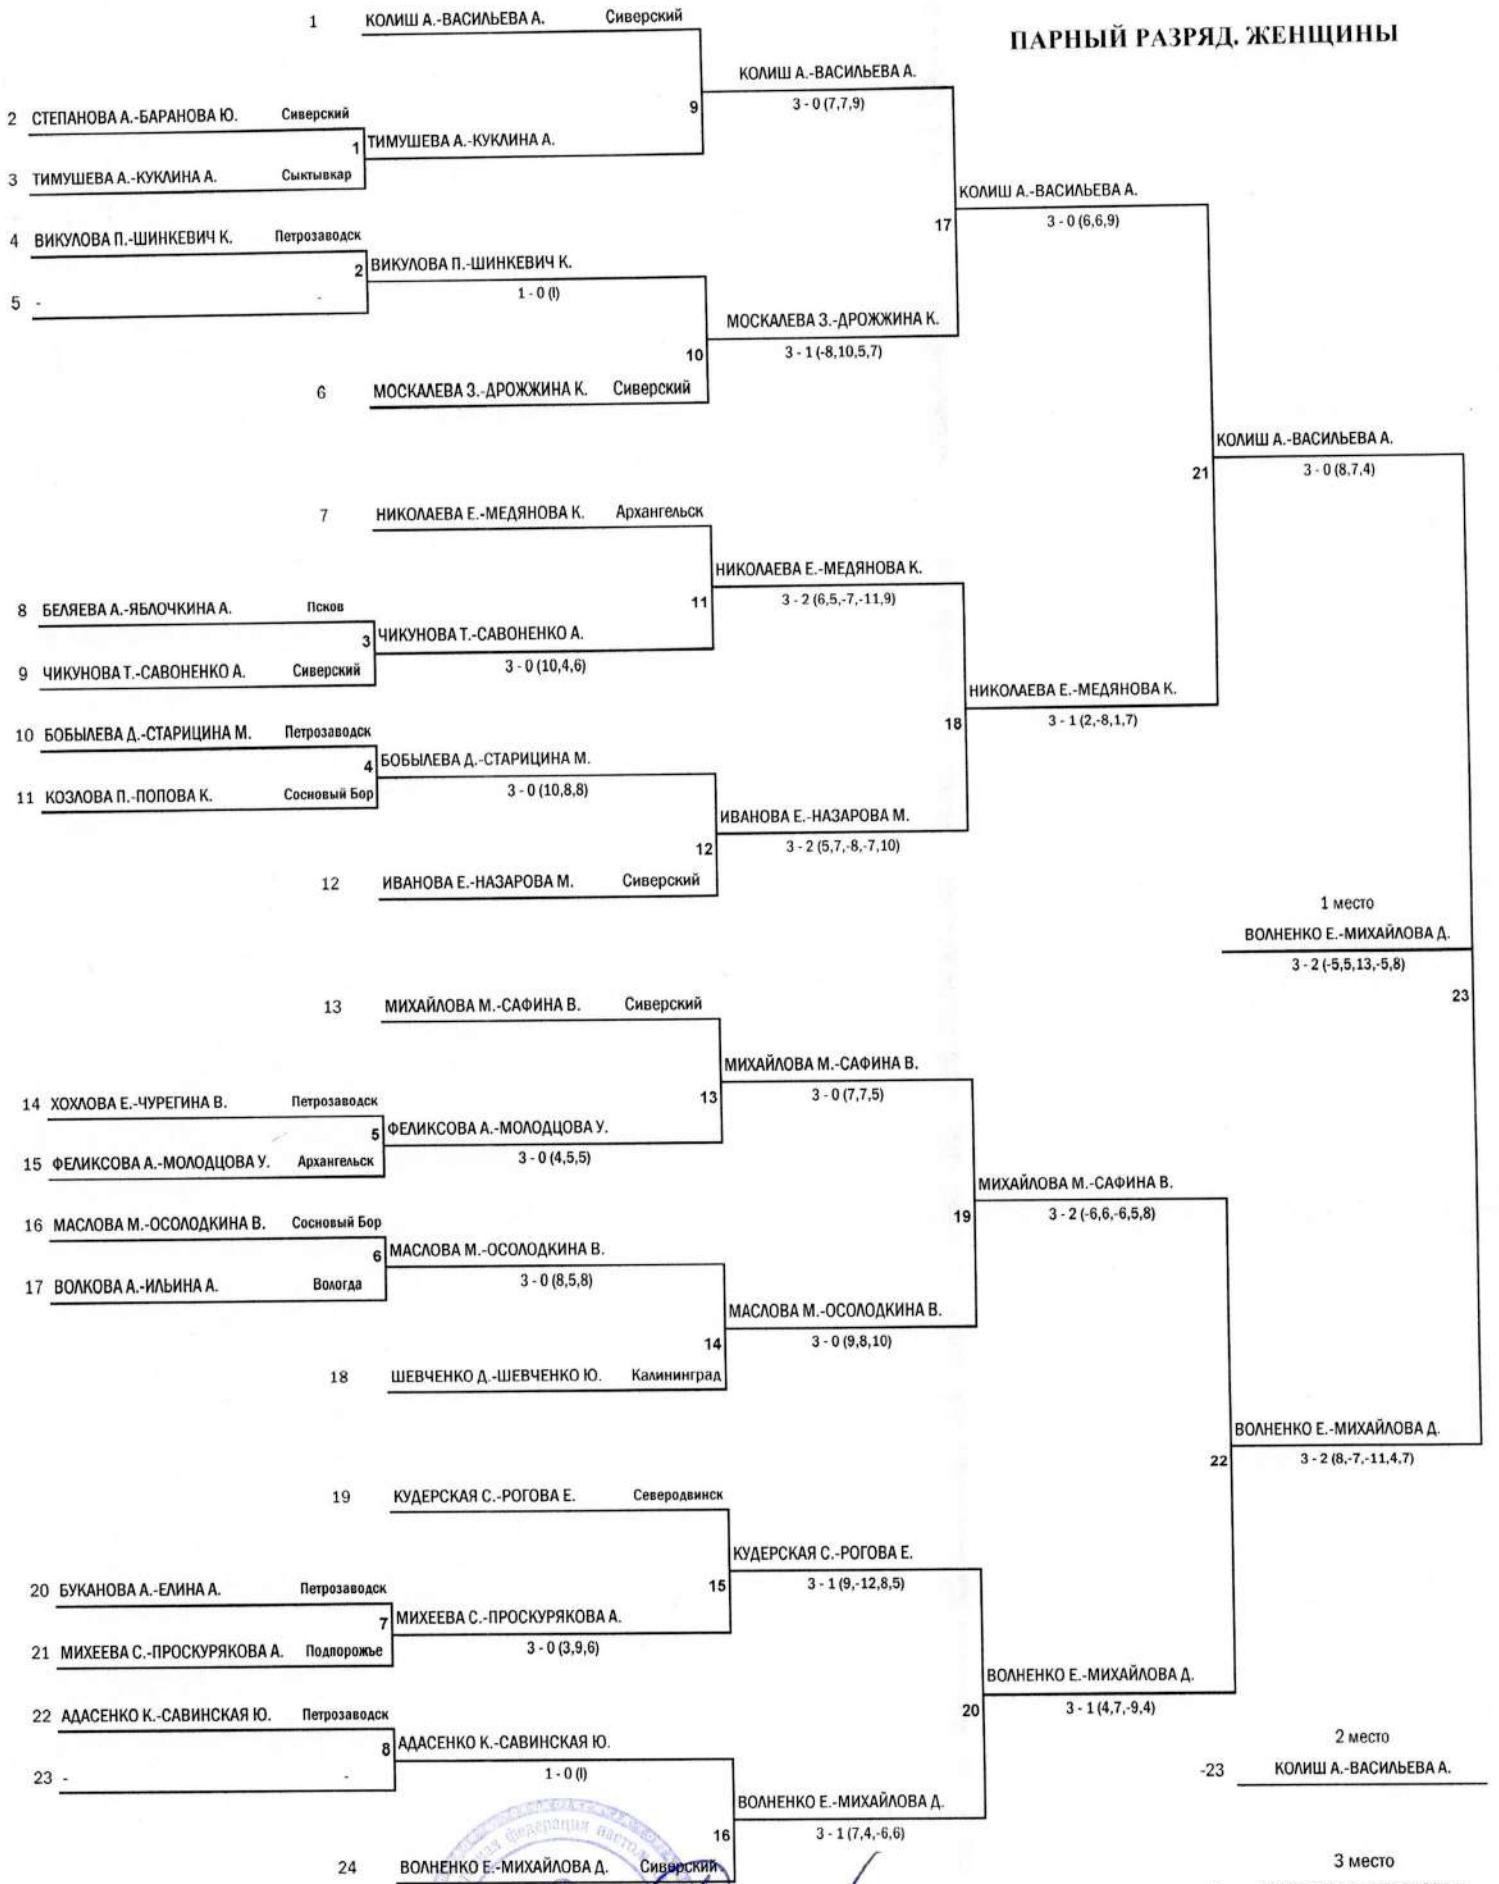 ПАРНЫЙ РАЗРЯД. ЖЕНЩИНЫ
1 КОЛИШ А.-ВАСИЛЬЕВА А. Сиверский
КОЛИШ А.-ВАСИЛЬЕВА А.
9 3 - 0 (7,7,9)
2 СТЕПАНОВА А.-БАРАНОВА Ю. Сиверский
1 ТИМУШЕВА А.-КУКЛИНА А.
3 ТИМУШЕВА А.-КУКЛИНА А. Сыктывкар
КОЛИШ А.-ВАСИЛЬЕВА А.
17 3 - 0 (6,6,9)
4 ВИКУЛОВА П.-ШИНКЕВИЧ К. Петрозаводск
2 ВИКУЛОВА П.-ШИНКЕВИЧ К.
1 - 0 (I)
5 - -
МОСКАЛЕВА З.-ДРОЖЖИНА К.
10 3 - 1 (-8,10,5,7)
6 МОСКАЛЕВА З.-ДРОЖЖИНА К. Сиверский
КОЛИШ А.-ВАСИЛЬЕВА А.
21 3 - 0 (8,7,4)
7 НИКОЛАЕВА Е.-МЕДЯНОВА К. Архангельск
НИКОЛАЕВА Е.-МЕДЯНОВА К.
11 3 - 2 (6,5,-7,-11,9)
8 БЕЛЯЕВА А.-ЯБЛОЧКИНА А. Псков
3 ЧИКУНОВА Т.-САВОНЕНКО А.
3 - 0 (10,4,6)
9 ЧИКУНОВА Т.-САВОНЕНКО А. Сиверский
НИКОЛАЕВА Е.-МЕДЯНОВА К.
18 3 - 1 (2,-8,1,7)
10 БОБЫЛЕВА Д.-СТАРИЦИНА М. Петрозаводск
4 БОБЫЛЕВА Д.-СТАРИЦИНА М.
3 - 0 (10,8,8)
11 КОЗЛОВА П.-ПОПОВА К. Сосновый Бор
ИВАНОВА Е.-НАЗАРОВА М.
12 3 - 2 (5,7,-8,-7,10)
12 ИВАНОВА Е.-НАЗАРОВА М. Сиверский
1 место
ВОЛНЕНКО Е.-МИХАЙЛОВА Д.
3 - 2 (-5,5,13,-5,8)
23
13 МИХАЙЛОВА М.-САФИНА В. Сиверский
МИХАЙЛОВА М.-САФИНА В.
13 3 - 0 (7,7,5)
14 ХОХЛОВА Е.-ЧУРЕГИНА В. Петрозаводск
5 ФЕЛИКСОВА А.-МОЛОДЦОВА У.
3 - 0 (4,5,5)
15 ФЕЛИКСОВА А.-МОЛОДЦОВА У. Архангельск
МИХАЙЛОВА М.-САФИНА В.
19 3 - 2 (-6,6,-6,5,8)
16 МАСЛОВА М.-ОСОЛОДКИНА В. Сосновый Бор
6 МАСЛОВА М.-ОСОЛОДКИНА В.
3 - 0 (8,5,8)
17 ВОЛКОВА А.-ИЛЬИНА А. Вологда
МАСЛОВА М.-ОСОЛОДКИНА В.
14 3 - 0 (9,8,10)
18 ШЕВЧЕНКО Д.-ШЕВЧЕНКО Ю. Калининград
ВОЛНЕНКО Е.-МИХАЙЛОВА Д.
22 3 - 2 (8,-7,-11,4,7)
19 КУДЕРСКАЯ С.-РОГОВА Е. Северодвинск
КУДЕРСКАЯ С.-РОГОВА Е.
15 3 - 1 (9,-12,8,5)
20 БУКАНОВА А.-ЕЛИНА А. Петрозаводск
7 МИХЕЕВА С.-ПРОСКУРЯКОВА А.
3 - 0 (3,9,6)
21 МИХЕЕВА С.-ПРОСКУРЯКОВА А. Подпорожье
ВОЛНЕНКО Е.-МИХАЙЛОВА Д.
20 3 - 1 (4,7,-9,4)
22 АДАСЕНКО К.-САВИНСКАЯ Ю. Петрозаводск
8 АДАСЕНКО К.-САВИНСКАЯ Ю.
1 - 0 (I)
23 - -
2 место
-23 КОЛИШ А.-ВАСИЛЬЕВА А.
ВОЛНЕНКО Е.-МИХАЙЛОВА Д.
16 3 - 1 (7,4,-6,6)
федерация
24 ВОЛНЕНКО Е.-МИХАЙЛОВА Д. Сиверский
3 место